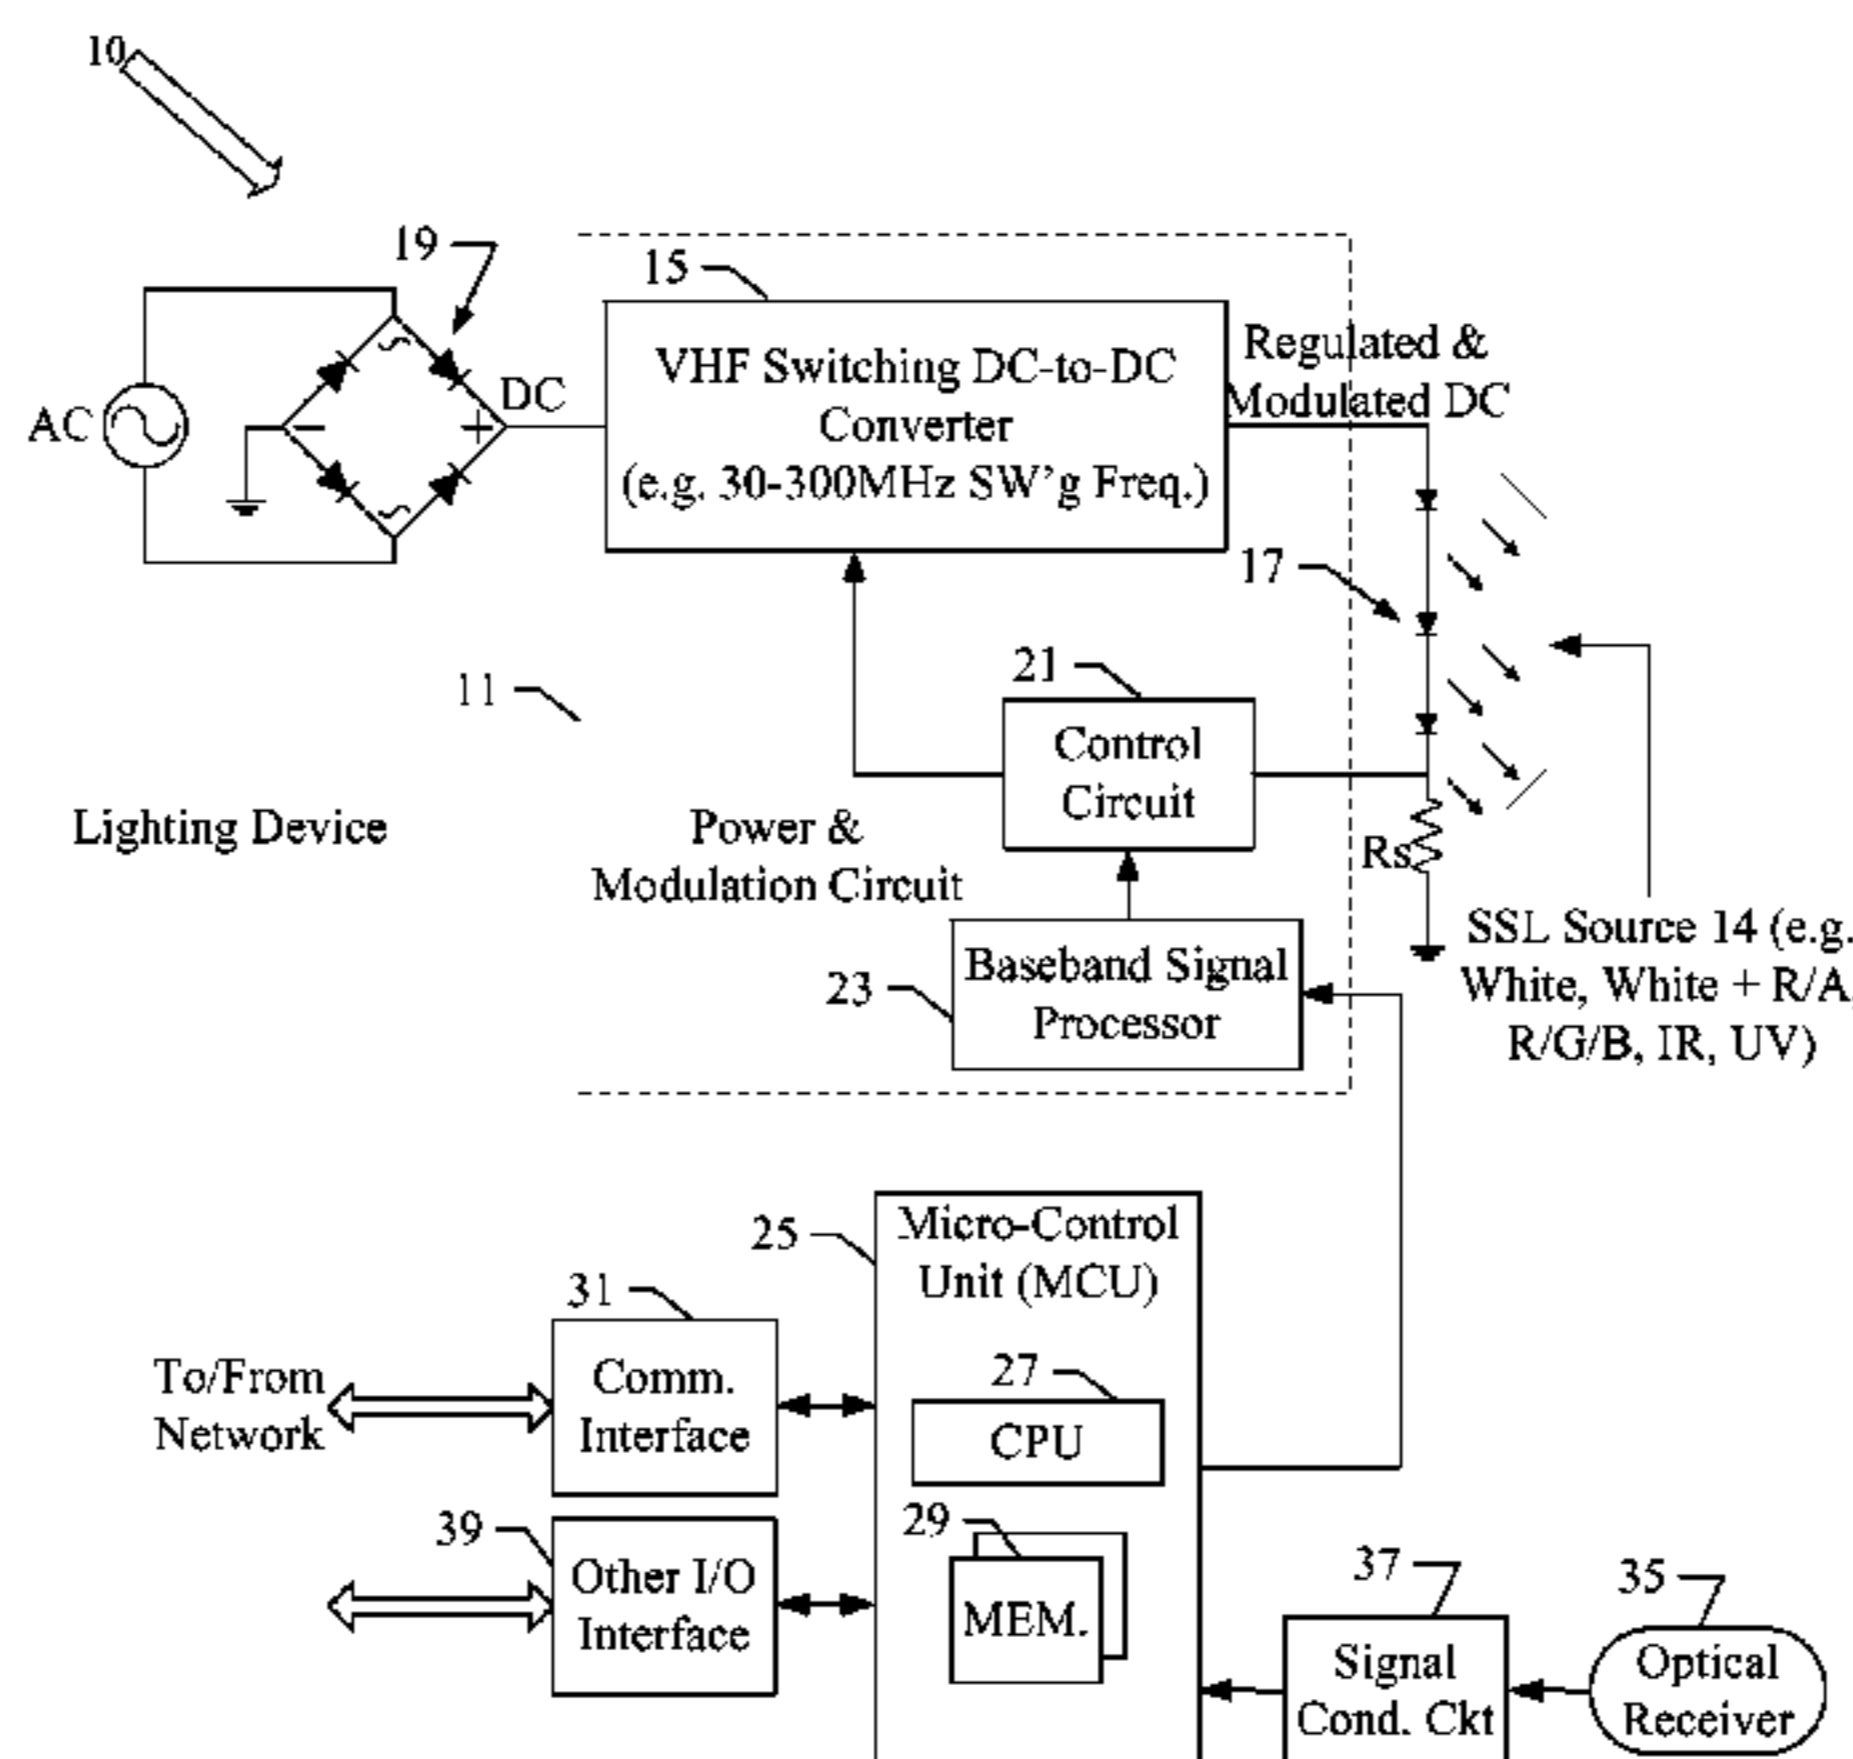 10
19
15
VHF Switching DC-to-DC
Converter
(e.g. 30-300MHz SW'g Freq.)
Regulated &
Modulated DC
AC
DC
17
11
21
Control
Circuit
Lighting Device
Power &
Modulation Circuit
Rs
23
Baseband Signal
Processor
SSL Source 14 (e.g.
White, White + R/A,
R/G/B, IR, UV)
25
Micro-Control
Unit (MCU)
31
Comm.
Interface
To/From
Network
27
CPU
39
Other I/O
Interface
29
MEM.
37
Signal
Cond. Ckt
35
Optical
Receiver